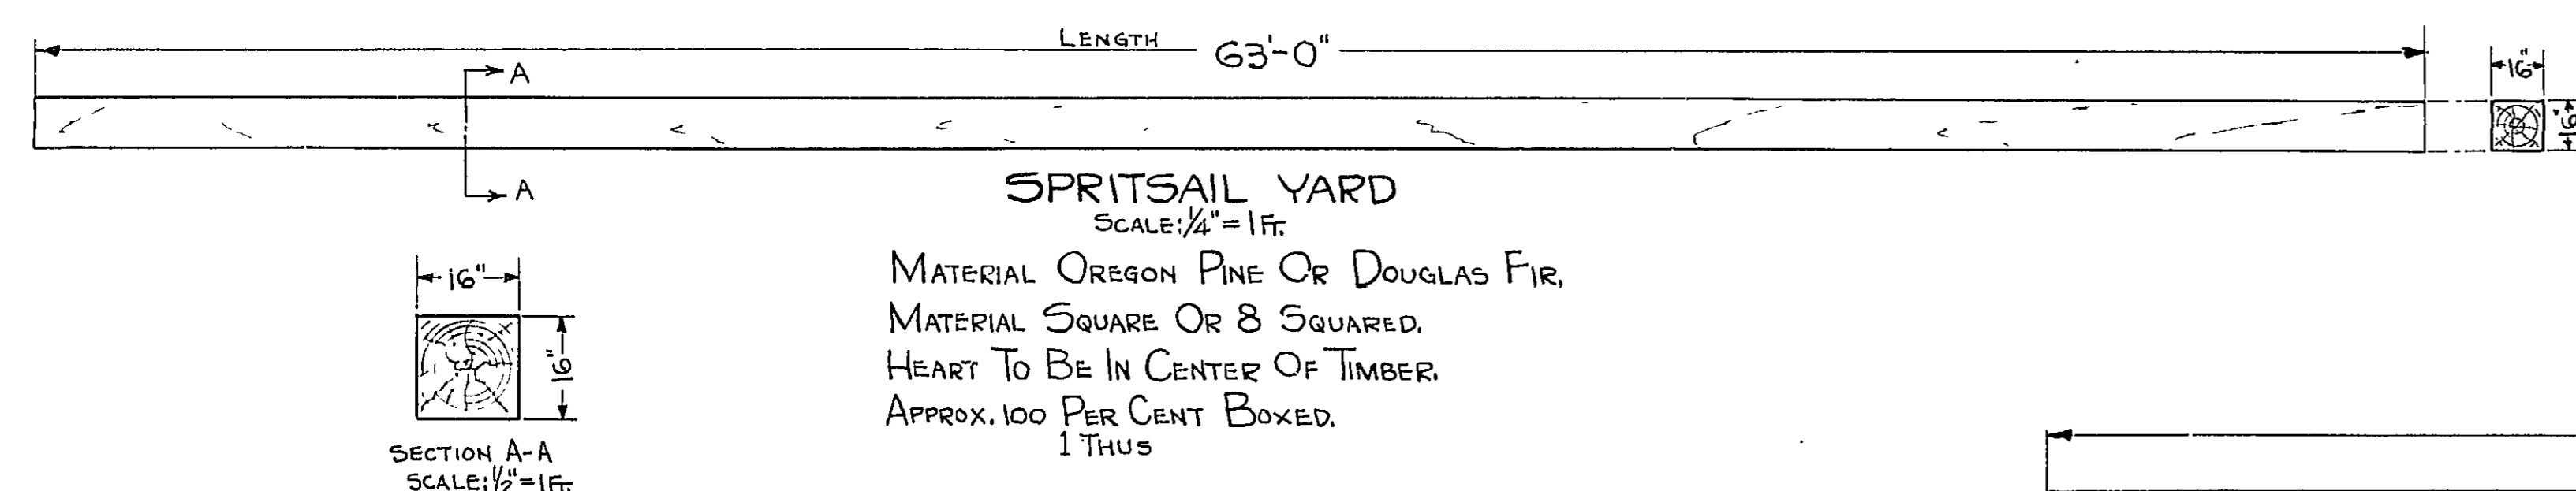 LENGTH 63'-0"
A
16"
16"
A
SPRITSAIL YARD
SCALE: 1/4" = 1 FT.
16"
MATERIAL OREGON PINE OR DOUGLAS FIR,
MATERIAL SQUARE OR 8 SQUARED.
16"
HEART TO BE IN CENTER OF TIMBER.
APPROX. 100 PER CENT BOXED.
1 THUS
SECTION A-A
SCALE: 1/2" = 1 FT.